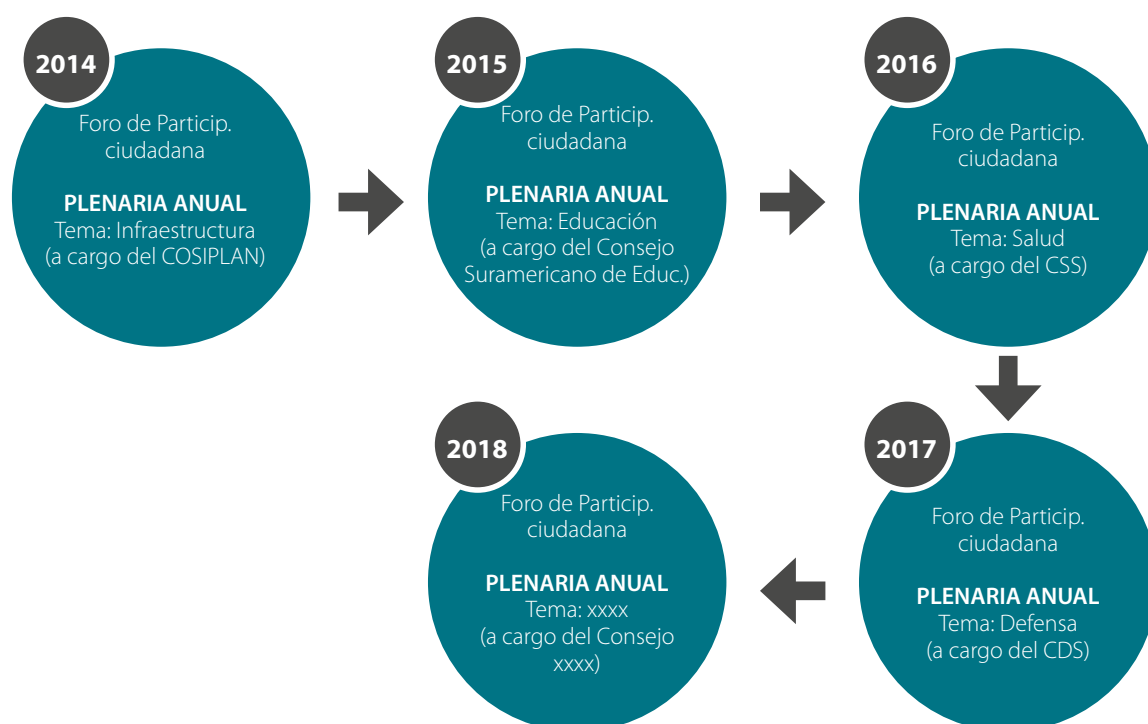 2014
Foro de Particip.
ciudadana
PLENARIA ANUAL
Tema: Infraestructura
(a cargo del COSIPLAN)
2015
Foro de Particip.
ciudadana
PLENARIA ANUAL
Tema: Educación
(a cargo del Consejo
Suramericano de Educ.)
2016
Foro de Particip.
ciudadana
PLENARIA ANUAL
Tema: Salud
(a cargo del CSS)
2017
Foro de Particip.
ciudadana
PLENARIA ANUAL
Tema: Defensa
(a cargo del CDS)
2018
Foro de Particip.
ciudadana
PLENARIA ANUAL
Tema: xxxx
(a cargo del Consejo
xxxx)